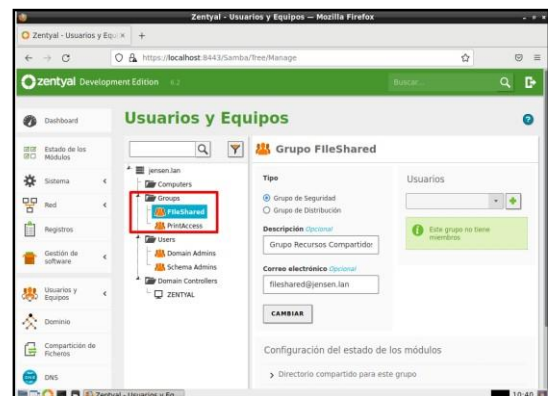 Zentyal - Usuarios y Equipos — Mozilla Firefox
Zentyal - Usuarios y Equi
https://localhost:8443/Samba/Tree/Manage
zentyal Development Edition 6.2
Buscar...
Dashboard
Estado de los
Módulos
Sistema
Red
Registros
Gestión de
software
Usuarios y
Equipos
Dominio
Compartición de
Ficheros
DNS
Usuarios y Equipos
jensen.lan
Computers
Groups
FIleShared
PrintAccess
Users
Domain Admins
Schema Admins
Domain Controllers
ZENTYAL
Grupo FIleShared
Tipo
Grupo de Seguridad
Grupo de Distribución
Descripción Opcional
Grupo Recursos Compartidos
Correo electrónico Opcional
fileshared@jensen.lan
CAMBIAR
Usuarios
Este grupo no tiene
miembros
Configuración del estado de los módulos
Directorio compartido para este grupo
Zentyal - Usuarios y Eq...
10:40